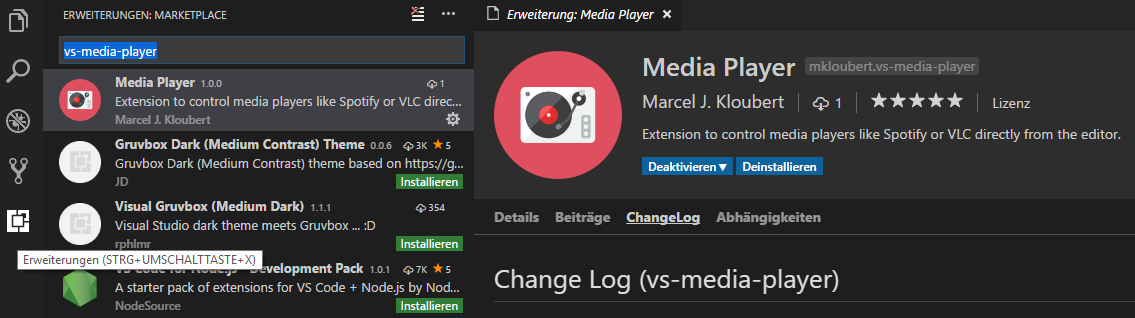 ERWEITERUNGEN: MARKETPLACE
vs-media-player
Media Player 1.0.0 1
Extension to control media players like Spotify or VLC direc...
Marcel J. Kloubert
Gruvbox Dark (Medium Contrast) Theme 0.0.6 3K 5
Gruvbox Dark (Medium Contrast) theme based on https://g...
JD Installieren
Visual Gruvbox (Medium Dark) 1.1.1 354
Visual Studio dark theme meets Gruvbox ... :D
rphlmr Installieren
Erweiterungen (STRG+UMSCHALTTASTE+X)
VS Code for Node.js - Development Pack 1.0.1 7K 5
A starter pack of extensions for VS Code + Node.js by Nod...
NodeSource Installieren
Erweiterung: Media Player
Media Player mkloubert.vs-media-player
Marcel J. Kloubert 1 Lizenz
Extension to control media players like Spotify or VLC directly from the editor.
Deaktivieren Deinstallieren
Details Beiträge ChangeLog Abhängigkeiten
Change Log (vs-media-player)